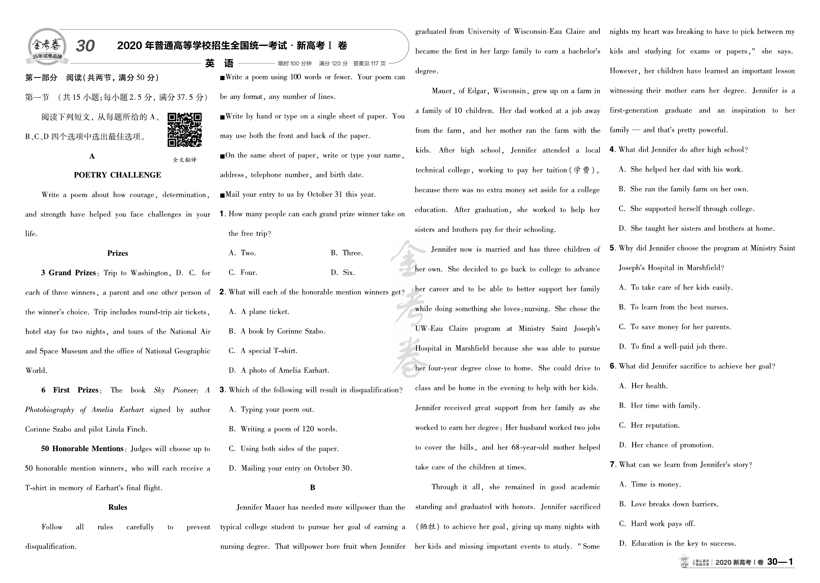 金考卷
百年试卷品牌
30
2020 年普通高等学校招生全国统一考试·新高考 Ⅰ 卷
英 语
限时 100 分钟 满分 120 分 答案见 117 页
第一部分 阅读(共两节,满分 50 分)
第一节 (共 15 小题;每小题 2. 5 分,满分 37. 5 分)
阅读下列短文,从每题所给的 A、
B、C、D 四个选项中选出最佳选项。
全文翻译
A
POETRY CHALLENGE
Write a poem about how courage, determination,
and strength have helped you face challenges in your
life.
Prizes
3 Grand Prizes: Trip to Washington, D. C. for
each of three winners, a parent and one other person of
the winner's choice. Trip includes round-trip air tickets,
hotel stay for two nights, and tours of the National Air
and Space Museum and the office of National Geographic
World.
6 First Prizes: The book Sky Pioneer: A
Photobiography of Amelia Earhart signed by author
Corinne Szabo and pilot Linda Finch.
50 Honorable Mentions: Judges will choose up to
50 honorable mention winners, who will each receive a
T-shirt in memory of Earhart's final flight.
Rules
Follow all rules carefully to prevent
disqualification.
■Write a poem using 100 words or fewer. Your poem can
be any format, any number of lines.
■Write by hand or type on a single sheet of paper. You
may use both the front and back of the paper.
■On the same sheet of paper, write or type your name,
address, telephone number, and birth date.
■Mail your entry to us by October 31 this year.
1. How many people can each grand prize winner take on
the free trip?
A. Two. B. Three.
C. Four. D. Six.
2. What will each of the honorable mention winners get?
A. A plane ticket.
B. A book by Corinne Szabo.
C. A special T-shirt.
D. A photo of Amelia Earhart.
3. Which of the following will result in disqualification?
A. Typing your poem out.
B. Writing a poem of 120 words.
C. Using both sides of the paper.
D. Mailing your entry on October 30.
B
Jennifer Mauer has needed more willpower than the
typical college student to pursue her goal of earning a
nursing degree. That willpower bore fruit when Jennifer
graduated from University of Wisconsin-Eau Claire and
became the first in her large family to earn a bachelor's
degree.
Mauer, of Edgar, Wisconsin, grew up on a farm in
a family of 10 children. Her dad worked at a job away
from the farm, and her mother ran the farm with the
kids. After high school, Jennifer attended a local
technical college, working to pay her tuition(学费),
because there was no extra money set aside for a college
education. After graduation, she worked to help her
sisters and brothers pay for their schooling.
Jennifer now is married and has three children of
her own. She decided to go back to college to advance
her career and to be able to better support her family
while doing something she loves:nursing. She chose the
UW-Eau Claire program at Ministry Saint Joseph's
Hospital in Marshfield because she was able to pursue
her four-year degree close to home. She could drive to
class and be home in the evening to help with her kids.
Jennifer received great support from her family as she
worked to earn her degree: Her husband worked two jobs
to cover the bills, and her 68-year-old mother helped
take care of the children at times.
Through it all, she remained in good academic
standing and graduated with honors. Jennifer sacrificed
(牺牲) to achieve her goal, giving up many nights with
her kids and missing important events to study. "Some
nights my heart was breaking to have to pick between my
kids and studying for exams or papers," she says.
However, her children have learned an important lesson
witnessing their mother earn her degree. Jennifer is a
first-generation graduate and an inspiration to her
family — and that's pretty powerful.
4. What did Jennifer do after high school?
A. She helped her dad with his work.
B. She ran the family farm on her own.
C. She supported herself through college.
D. She taught her sisters and brothers at home.
5. Why did Jennifer choose the program at Ministry Saint
Joseph's Hospital in Marshfield?
A. To take care of her kids easily.
B. To learn from the best nurses.
C. To save money for her parents.
D. To find a well-paid job there.
6. What did Jennifer sacrifice to achieve her goal?
A. Her health.
B. Her time with family.
C. Her reputation.
D. Her chance of promotion.
7. What can we learn from Jennifer's story?
A. Time is money.
B. Love breaks down barriers.
C. Hard work pays off.
D. Education is the key to success.
金考卷
2020 新高考 Ⅰ 卷 30—1